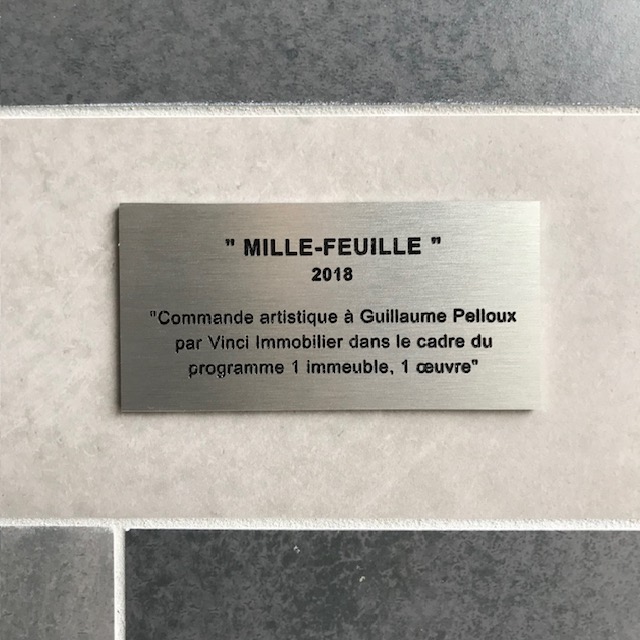 " MILLE-FEUILLE "
2018
"Commande artistique à Guillaume Pelloux
par Vinci Immobilier dans le cadre du
programme 1 immeuble, 1 œuvre"